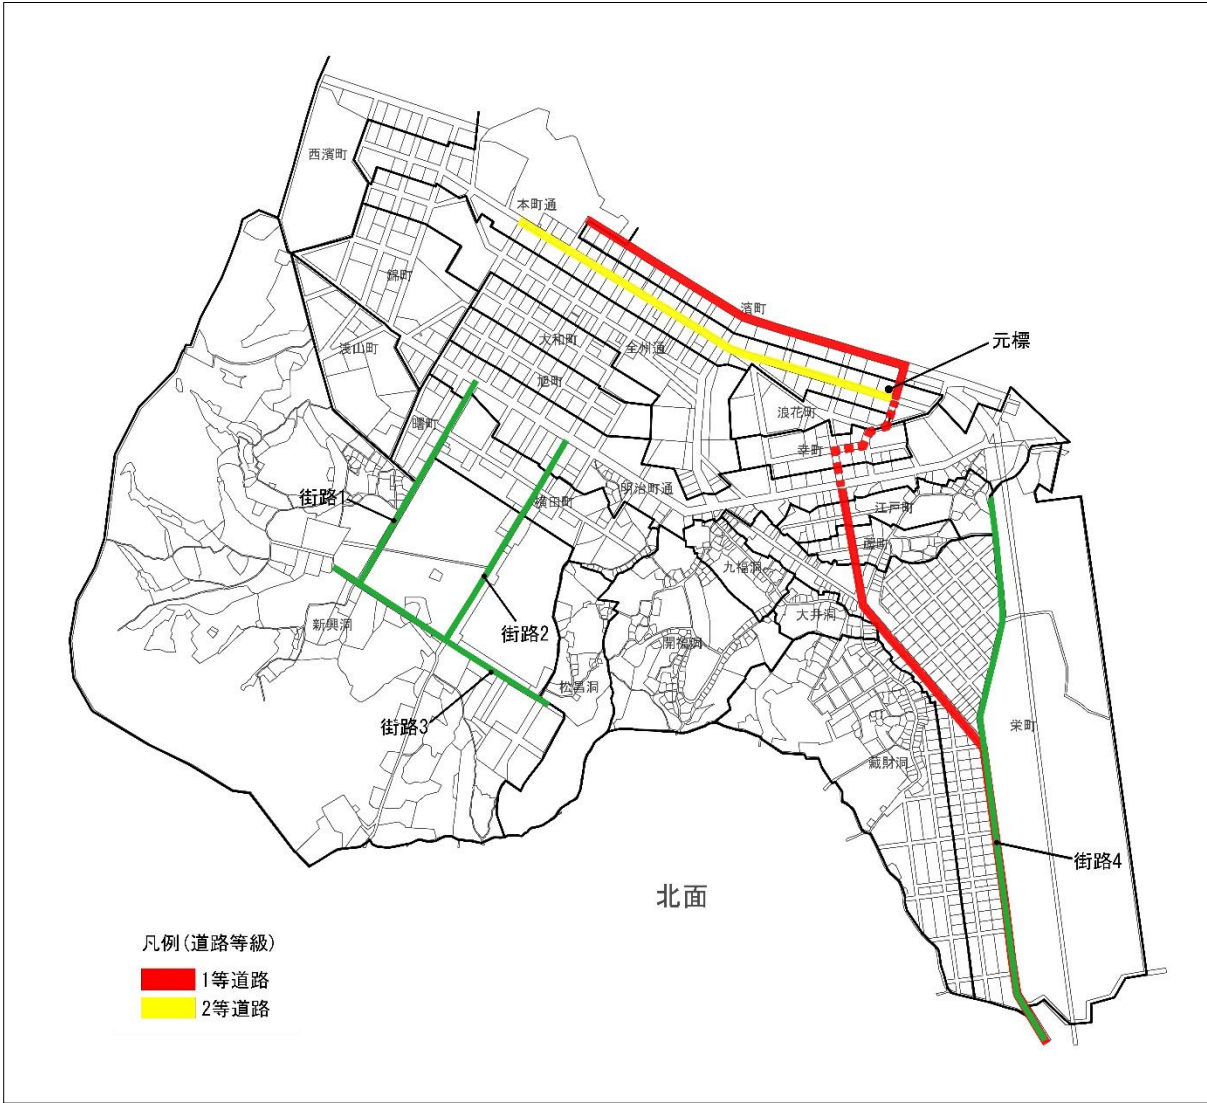 西濱町
本町通
錦町
濱町
元標
浅山町
大和町
全州通
旭町
浪花町
曙町
幸町
街路1
横田町
明治町通
江戸町
九福洞
大井洞
新興洞
街路2
開福洞
松昌洞
街路3
栄町
藏財洞
街路4
北面
凡例(道路等級)
1等道路
2等道路